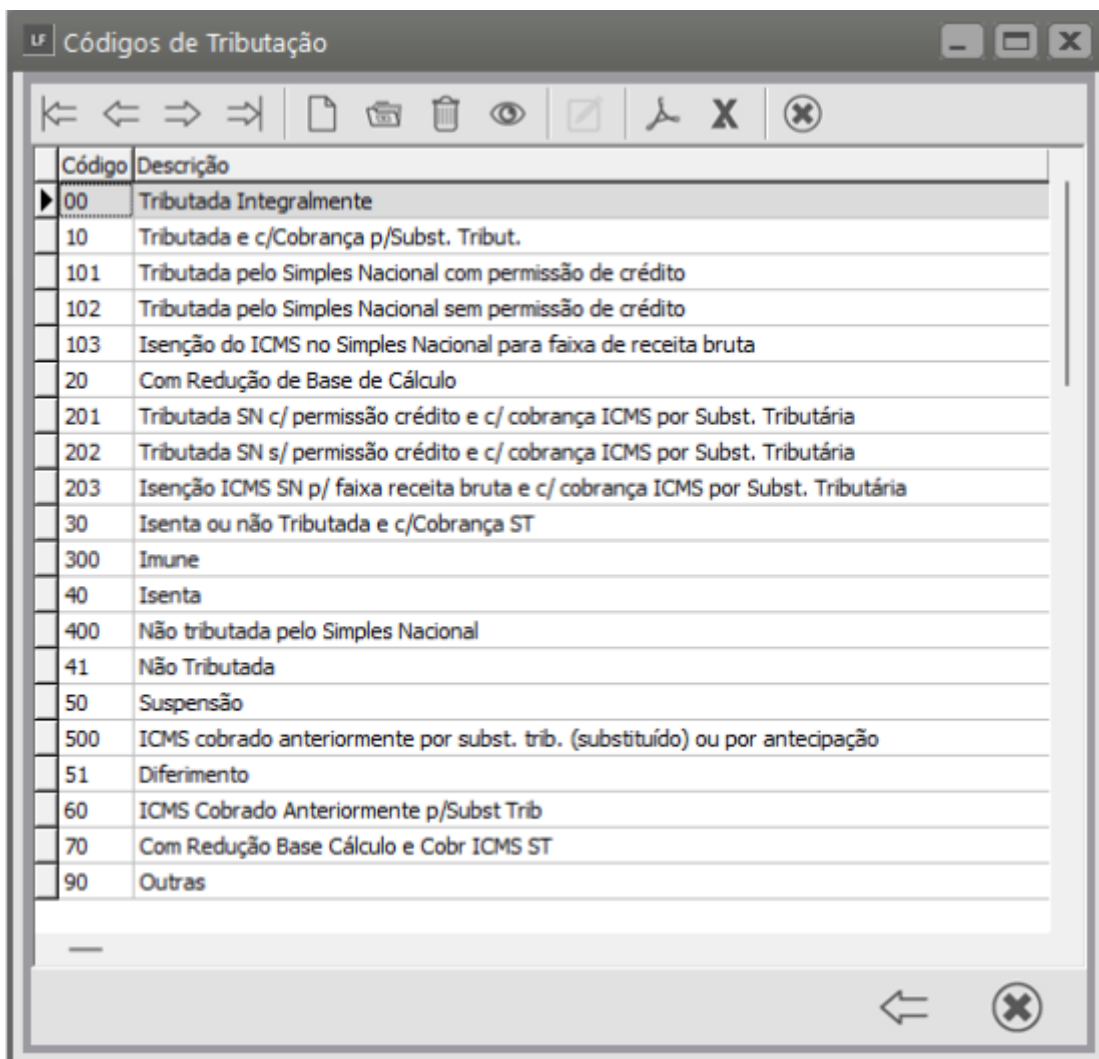 LF Códigos de Tributação
Código Descrição
00 Tributada Integralmente
10 Tributada e c/Cobrança p/Subst. Tribut.
101 Tributada pelo Simples Nacional com permissão de crédito
102 Tributada pelo Simples Nacional sem permissão de crédito
103 Isenção do ICMS no Simples Nacional para faixa de receita bruta
20 Com Redução de Base de Cálculo
201 Tributada SN c/ permissão crédito e c/ cobrança ICMS por Subst. Tributária
202 Tributada SN s/ permissão crédito e c/ cobrança ICMS por Subst. Tributária
203 Isenção ICMS SN p/ faixa receita bruta e c/ cobrança ICMS por Subst. Tributária
30 Isenta ou não Tributada e c/Cobrança ST
300 Imune
40 Isenta
400 Não tributada pelo Simples Nacional
41 Não Tributada
50 Suspensão
500 ICMS cobrado anteriormente por subst. trib. (substituído) ou por antecipação
51 Diferimento
60 ICMS Cobrado Anteriormente p/Subst Trib
70 Com Redução Base Cálculo e Cobr ICMS ST
90 Outras